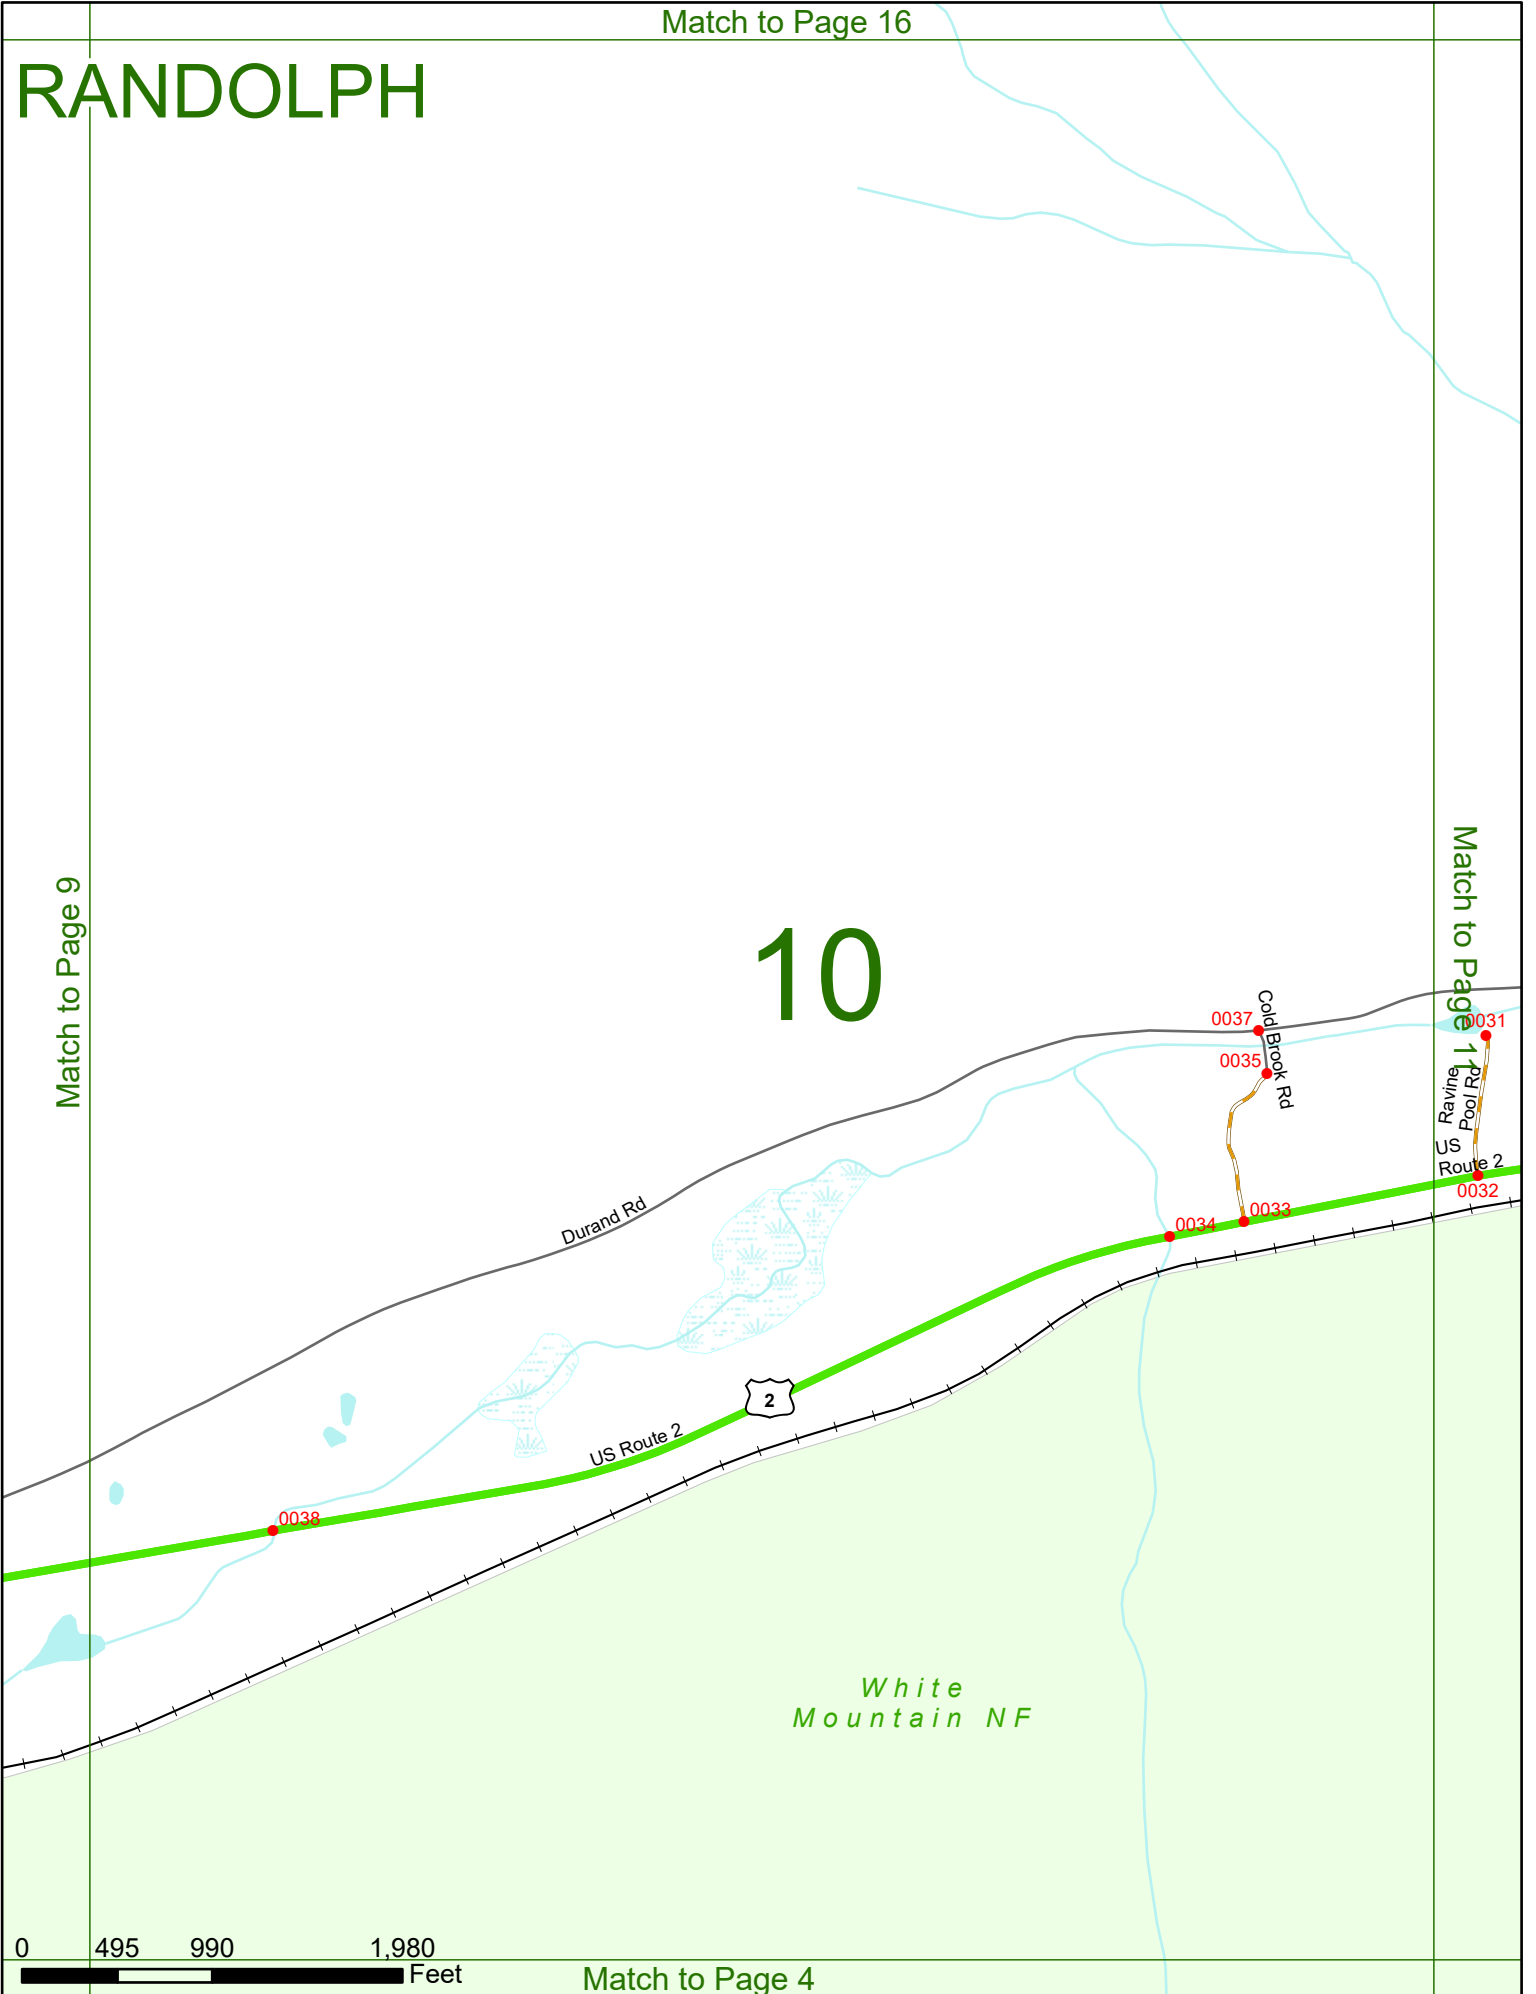 Match to Page 16
RANDOLPH
Match to Page 9
Match to Page 11
10
0037
Cold Brook Rd
0031
0035
Ravine
Pool Rd
US
Route 2
0032
0033
0034
Durand Rd
2
US Route 2
0038
White
Mountain NF
0 495 990 1,980
Feet
Match to Page 4